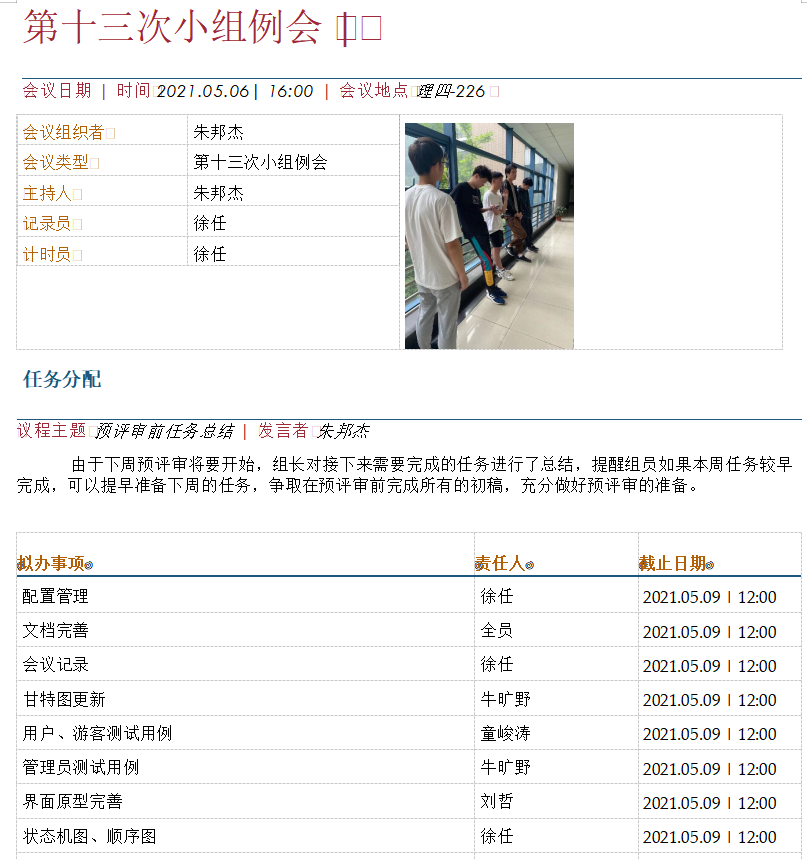 第十三次小组例会
会议日期 | 时间 2021.05.06 | 16:00 | 会议地点 理四-226
会议组织者 朱邦杰
会议类型 第十三次小组例会
主持人 朱邦杰
记录员 徐任
计时员 徐任
任务分配
议程主题 预评审前任务总结 | 发言者 朱邦杰
由于下周预评审将要开始，组长对接下来需要完成的任务进行了总结，提醒组员如果本周任务较早
完成，可以提早准备下周的任务，争取在预评审前完成所有的初稿，充分做好预评审的准备。
拟办事项 责任人 截止日期
配置管理 徐任 2021.05.09 | 12:00
文档完善 全员 2021.05.09 | 12:00
会议记录 徐任 2021.05.09 | 12:00
甘特图更新 牛旷野 2021.05.09 | 12:00
用户、游客测试用例 童峻涛 2021.05.09 | 12:00
管理员测试用例 牛旷野 2021.05.09 | 12:00
界面原型完善 刘哲 2021.05.09 | 12:00
状态机图、顺序图 徐任 2021.05.09 | 12:00